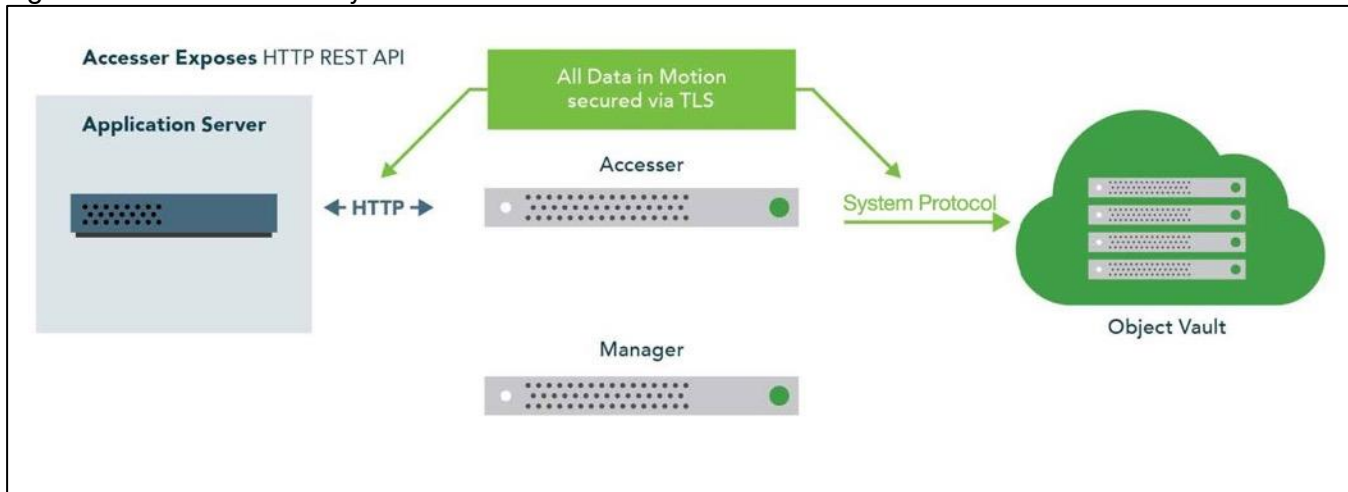 Accesser Exposes HTTP REST API
All Data in Motion
secured via TLS
Application Server
Accesser
HTTP
System Protocol
Object Vault
Manager